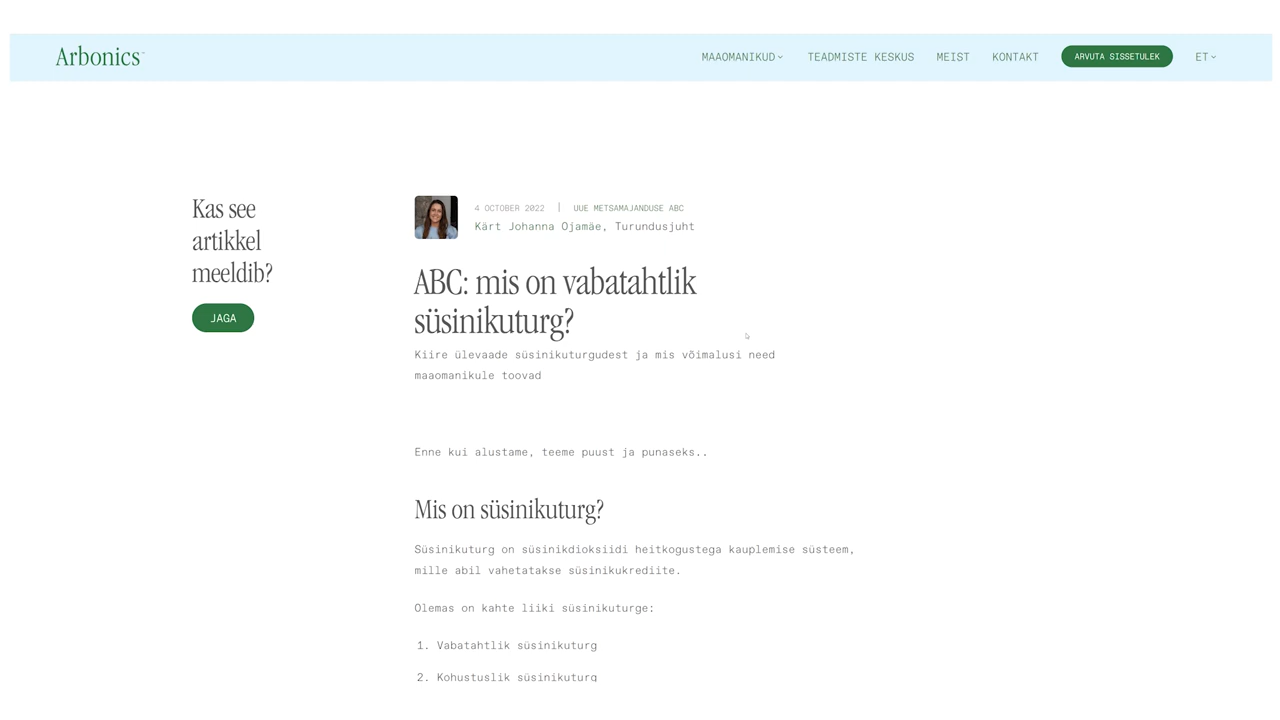 Arbonics™
MAAOMANIKUD
TEADMISTE KESKUS
MEIST
KONTAKT
ARVUTA SISSETULEK
ET
Kas see
artikkel
meeldib?
JAGA
4 OCTOBER 2022 | UUE METSAMAJANDUSE ABC
Kärt Johanna Ojamäe, Turundusjuht
ABC: mis on vabatahtlik
süsinikuturg?
Kiire ülevaade süsinikuturgudest ja mis võimalusi need
maaomanikule toovad
Enne kui alustame, teeme puust ja punaseks..
Mis on süsinikuturg?
Süsinikuturg on süsinikdioksiidi heitkogustega kauplemise süsteem,
mille abil vahetatakse süsinikukrediite.
Olemas on kahte liiki süsinikuturge:
1. Vabatahtlik süsinikuturg
2. Kohustuslik süsinikuturg